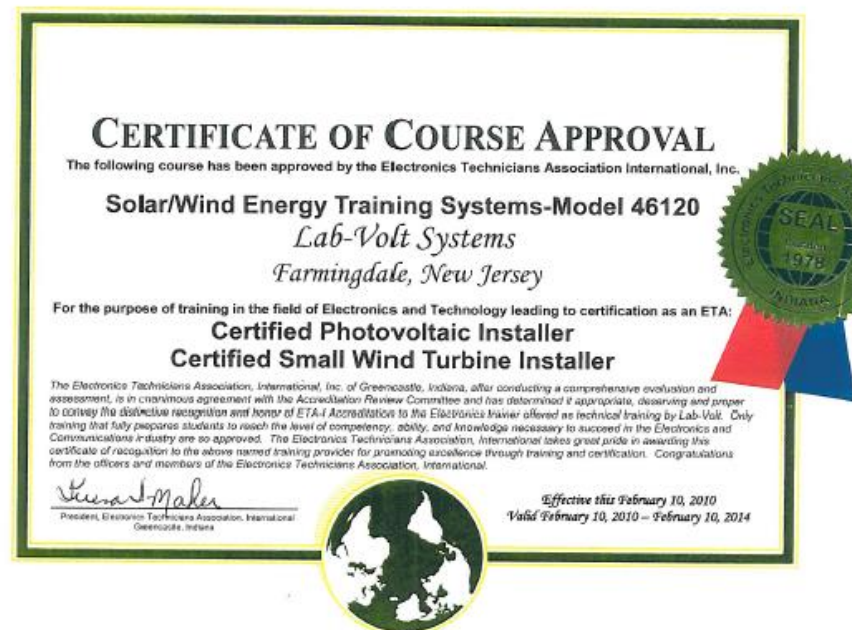 CERTIFICATE OF COURSE APPROVAL
The following course has been approved by the Electronics Technicians Association International, Inc.
Solar/Wind Energy Training Systems-Model 46120
Lab-Volt Systems
Farmingdale, New Jersey
For the purpose of training in the field of Electronics and Technology leading to certification as an ETA:
Certified Photovoltaic Installer
Certified Small Wind Turbine Installer
The Electronics Technicians Association, International, Inc. of Greencastle, Indiana, after conducting a comprehensive evaluation and
assessment, is in unanimous agreement with the Accreditation Review Committee and has determined it appropriate, deserving and proper
to convey the distinctive recognition and honor of ETA-I Accreditation to the Electronics trainer offered as technical training by Lab-Volt. Only
training that fully prepares students to reach the level of competency, ability, and knowledge necessary to succeed in the Electronics and
Communications industry are so approved. The Electronics Technicians Association, International takes great pride in awarding this
certificate of recognition to the above named training provider for promoting excellence through training and certification. Congratulations
from the officers and members of the Electronics Technicians Association, International.
Teresa J Maher
President, Electronics Technicians Association, International
Greencastle, Indiana
Effective this February 10, 2010
Valid February 10, 2010 – February 10, 2014
Electronics Technicians
SEAL
1978
INDIANA